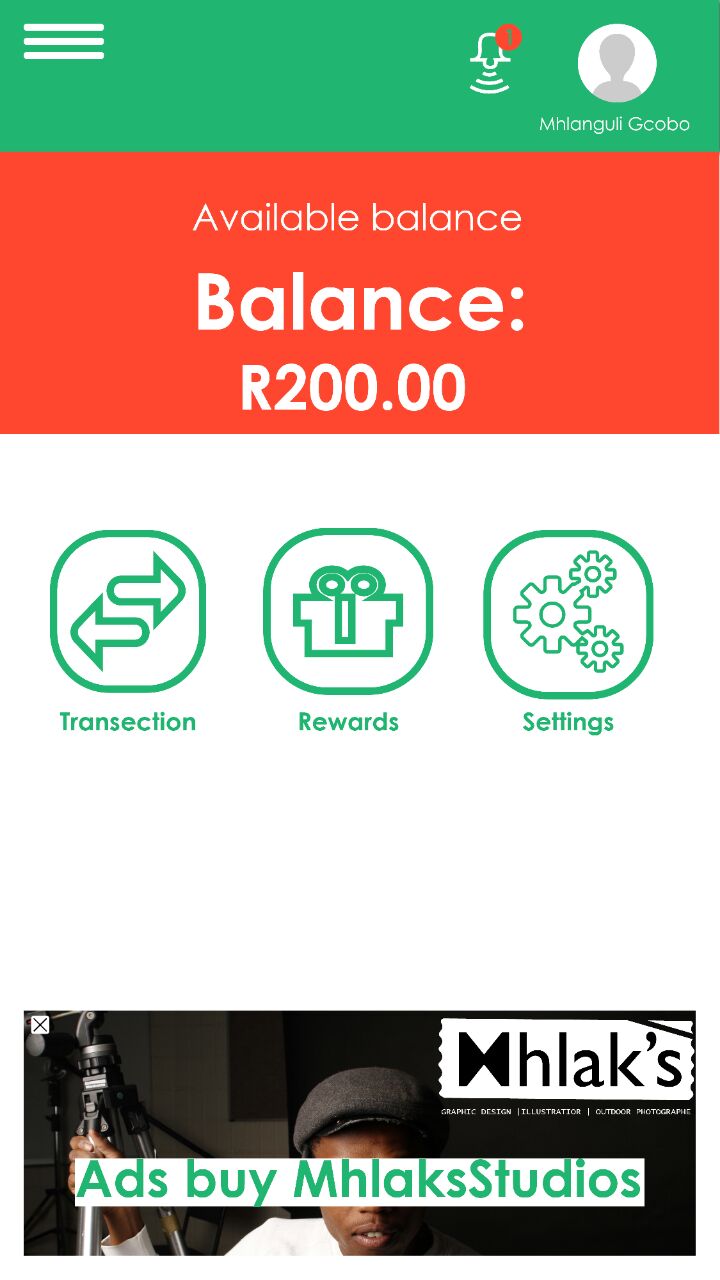 1
Mhlanguli Gcobo
Available balance
Balance:
R200.00
Transection
Rewards
Settings
Mhlak's
GRAPHIC DESIGN |ILLUSTRATIOR | OUTDOOR PHOTOGRAPHE
Ads buy MhlaksStudios